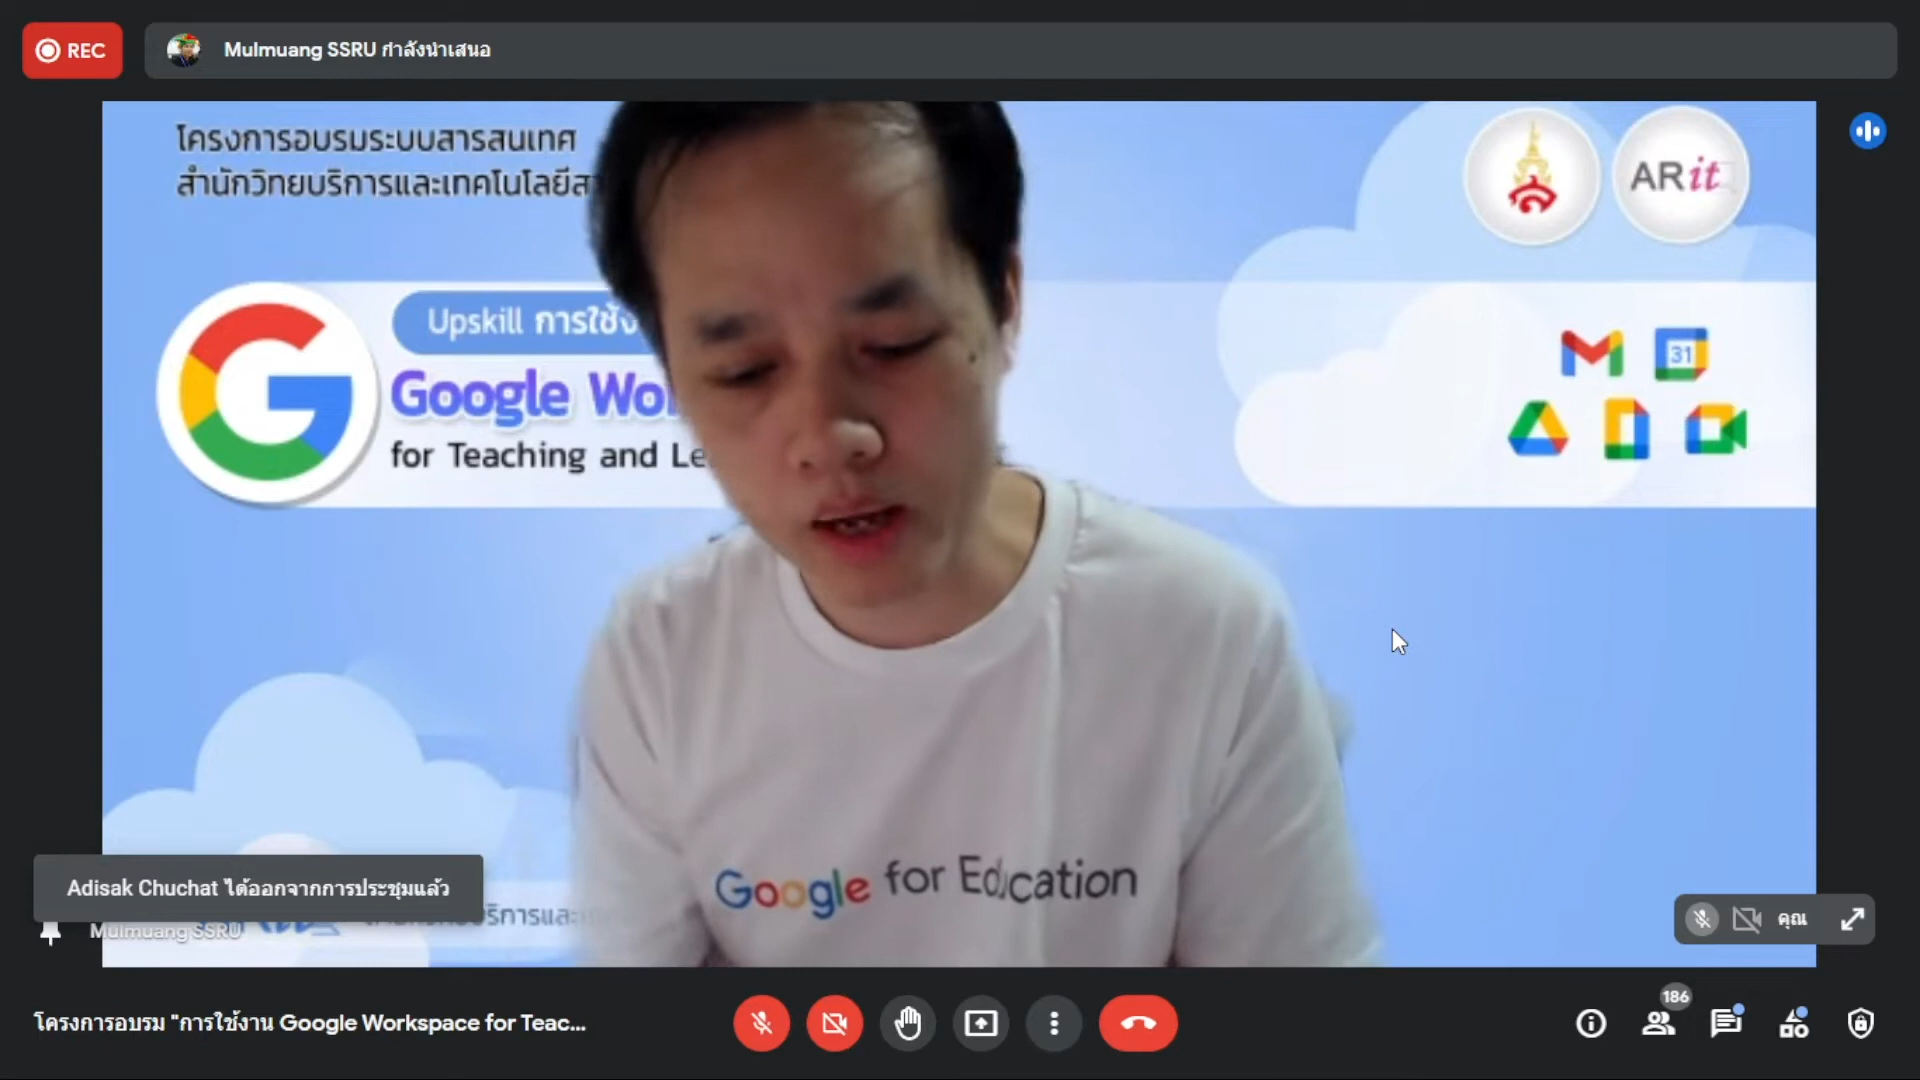 REC
Mulmuang SSRU กำลังนำเสนอ
โครงการอบรมระบบสารสนเทศ
สำนักวิทยบริการและเทคโนโลยีส
ARit
Upskill การใช้ง
Google Wor
for Teaching and Le
31
Google for Education
Adisak Chuchat ได้ออกจากการประชุมแล้ว
Mulmuang SSRU
คุณ
โครงการอบรม "การใช้งาน Google Workspace for Teac...
186